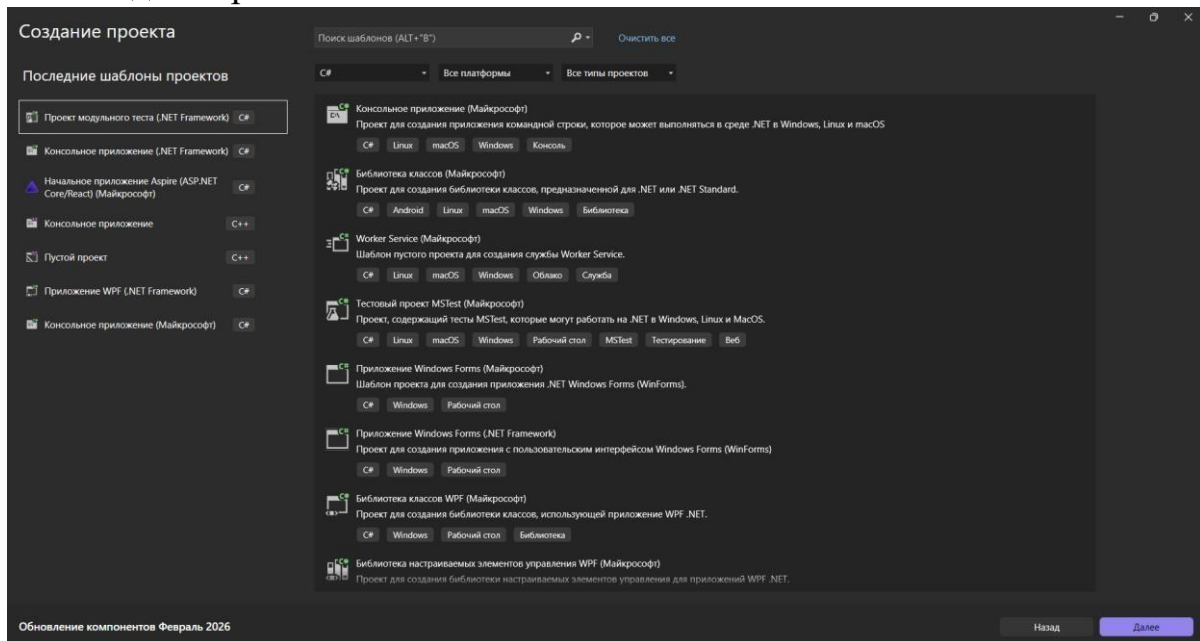 Создание проекта
Последние шаблоны проектов
Проект модульного теста (.NET Framework) C#
Консольное приложение (.NET Framework) C#
Начальное приложение Aspire (ASP.NET
Core/React) (Майкрософт) C#
Консольное приложение C++
Пустой проект C++
Приложение WPF (.NET Framework) C#
Консольное приложение (Майкрософт) C#
Поиск шаблонов (ALT+"В") Очистить все
C# Все платформы Все типы проектов
Консольное приложение (Майкрософт)
Проект для создания приложения командной строки, которое может выполняться в среде .NET в Windows, Linux и macOS
C# Linux macOS Windows Консоль
Библиотека классов (Майкрософт)
Проект для создания библиотеки классов, предназначенной для .NET или .NET Standard.
C# Android Linux macOS Windows Библиотека
Worker Service (Майкрософт)
Шаблон пустого проекта для создания службы Worker Service.
C# Linux macOS Windows Облако Служба
Тестовый проект MSTest (Майкрософт)
Проект, содержащий тесты MSTest, которые могут работать на .NET в Windows, Linux и MacOS.
C# Linux macOS Windows Рабочий стол MSTest Тестирование Веб
Приложение Windows Forms (Майкрософт)
Шаблон проекта для создания приложения .NET Windows Forms (WinForms).
C# Windows Рабочий стол
Приложение Windows Forms (.NET Framework)
Проект для создания приложения с пользовательским интерфейсом Windows Forms (WinForms)
C# Windows Рабочий стол
Библиотека классов WPF (Майкрософт)
Проект для создания библиотеки классов, использующей приложение WPF .NET.
C# Windows Рабочий стол Библиотека
Библиотека настраиваемых элементов управления WPF (Майкрософт)
Проект для создания библиотеки настраиваемых элементов управления для приложений WPF .NET.
Обновление компонентов Февраль 2026
Назад Далее